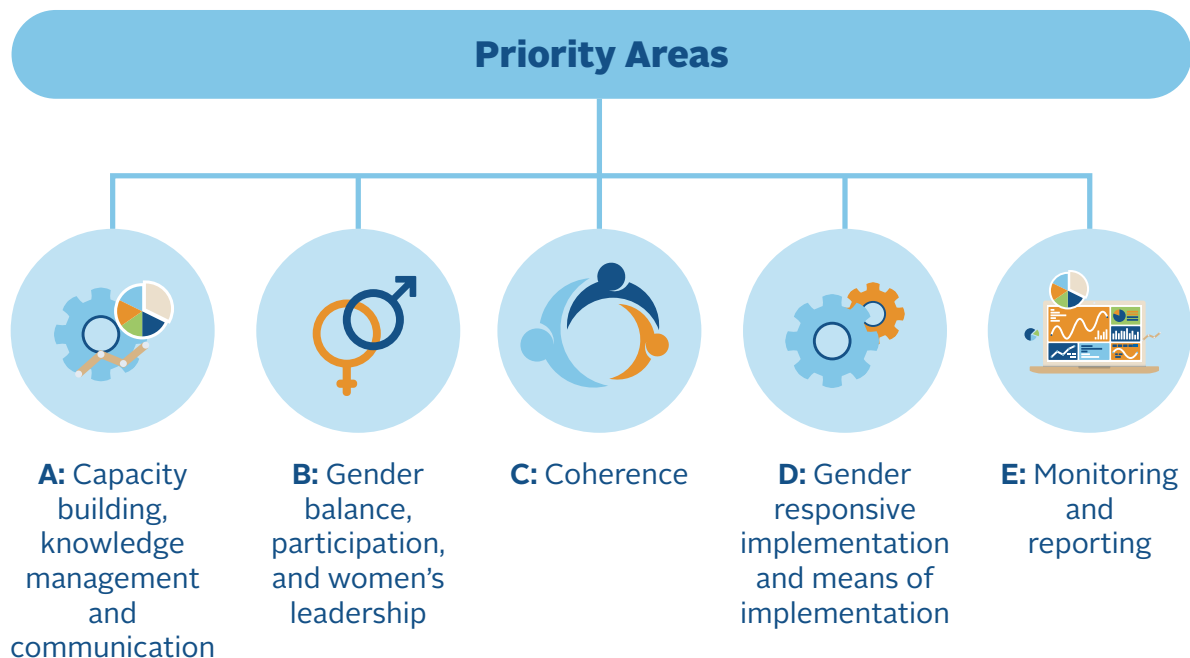 Priority Areas
A: Capacity
building,
knowledge
management
and
communication
B: Gender
balance,
participation,
and women’s
leadership
C: Coherence
D: Gender
responsive
implementation
and means of
implementation
E: Monitoring
and
reporting